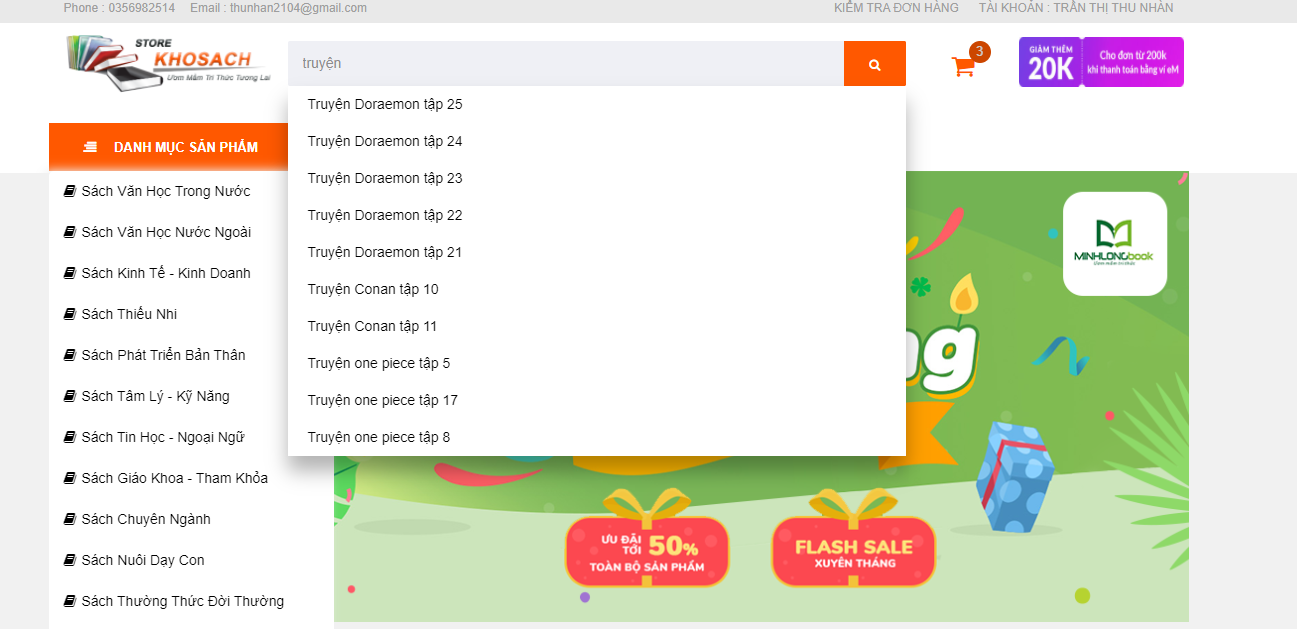 Phone : 0356982514 Email : thunhan2104@gmail.com KIỂM TRA ĐƠN HÀNG TÀI KHOẢN : TRẦN THỊ THU NHÀN
STORE
KHOSACH
Ươm Mầm Tri Thức Tương Lai
truyện
3
GIẢM THÊM
20K
Cho đơn từ 200k
khi thanh toán bằng ví eM
Truyện Doraemon tập 25
Truyện Doraemon tập 24
Truyện Doraemon tập 23
Truyện Doraemon tập 22
Truyện Doraemon tập 21
Truyện Conan tập 10
Truyện Conan tập 11
Truyện one piece tập 5
Truyện one piece tập 17
Truyện one piece tập 8
DANH MỤC SẢN PHẨM
Sách Văn Học Trong Nước
Sách Văn Học Nước Ngoài
Sách Kinh Tế - Kinh Doanh
Sách Thiếu Nhi
Sách Phát Triển Bản Thân
Sách Tâm Lý - Kỹ Năng
Sách Tin Học - Ngoại Ngữ
Sách Giáo Khoa - Tham Khỏa
Sách Chuyên Ngành
Sách Nuôi Dạy Con
Sách Thường Thức Đời Thường
MINHLONGbook
Ươm mầm tri thức
ng
ƯU ĐÃI
TỚI 50%
TOÀN BỘ SẢN PHẨM
FLASH SALE
XUYÊN THÁNG